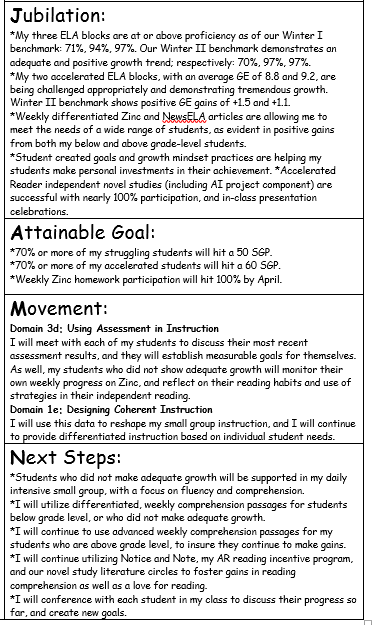 Jubilation:
*My three ELA blocks are at or above proficiency as of our Winter I
benchmark: 71%, 94%, 97%. Our Winter II benchmark demonstrates an
adequate and positive growth trend; respectively: 70%, 97%, 97%.
*My two accelerated ELA blocks, with an average GE of 8.8 and 9.2, are
being challenged appropriately and demonstrating tremendous growth.
Winter II benchmark shows positive GE gains of +1.5 and +1.1.
*Weekly differentiated Zinc and NewsELA articles are allowing me to
meet the needs of a wide range of students, as evident in positive gains
from both my below and above grade-level students.
*Student created goals and growth mindset practices are helping my
students make personal investments in their achievement. *Accelerated
Reader independent novel studies (including AI project component) are
successful with nearly 100% participation, and in-class presentation
celebrations.
Attainable Goal:
*70% or more of my struggling students will hit a 50 SGP.
*70% or more of my accelerated students will hit a 60 SGP.
*Weekly Zinc homework participation will hit 100% by April.
Movement:
Domain 3d: Using Assessment in Instruction
I will meet with each of my students to discuss their most recent
assessment results, and they will establish measurable goals for themselves.
As well, my students who did not show adequate growth will monitor their
own weekly progress on Zinc, and reflect on their reading habits and use of
strategies in their independent reading.
Domain 1e: Designing Coherent Instruction
I will use this data to reshape my small group instruction, and I will continue
to provide differentiated instruction based on individual student needs.
Next Steps:
*Students who did not make adequate growth will be supported in my daily
intensive small group, with a focus on fluency and comprehension.
*I will utilize differentiated, weekly comprehension passages for students
below grade level, or who did not make adequate growth.
*I will continue to use advanced weekly comprehension passages for my
students who are above grade level, to insure they continue to make gains.
*I will continue utilizing Notice and Note, my AR reading incentive program,
and our novel study literature circles to foster gains in reading
comprehension as well as a love for reading.
*I will conference with each student in my class to discuss their progress so
far, and create new goals.